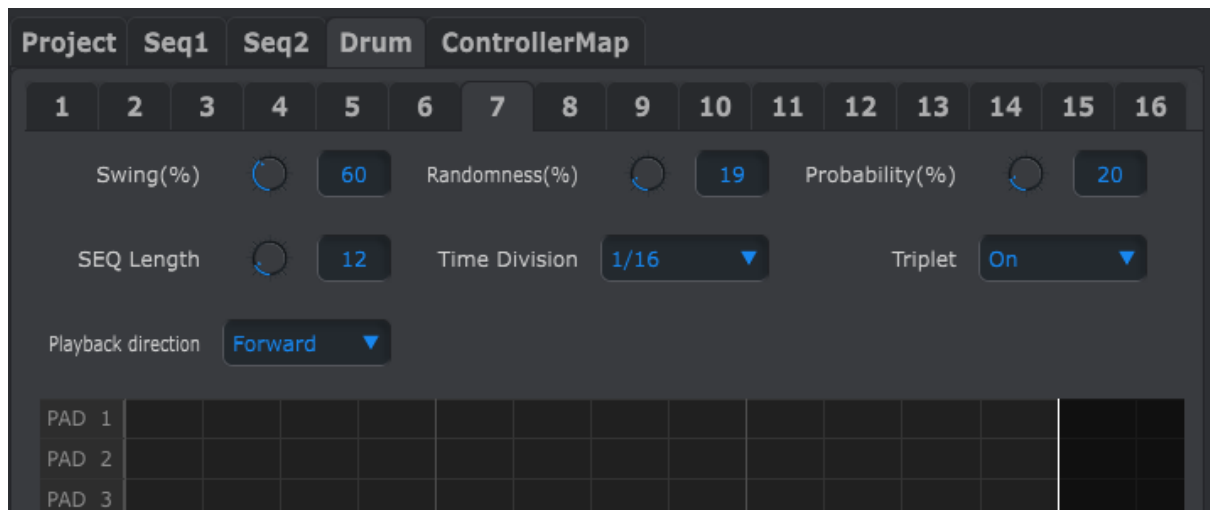 Project Seq1 Seq2 Drum ControllerMap
1 2 3 4 5 6 7 8 9 10 11 12 13 14 15 16
Swing(%) 60 Randomness(%) 19 Probability(%) 20
SEQ Length 12 Time Division 1/16 Triplet On
Playback direction Forward
PAD 1
PAD 2
PAD 3